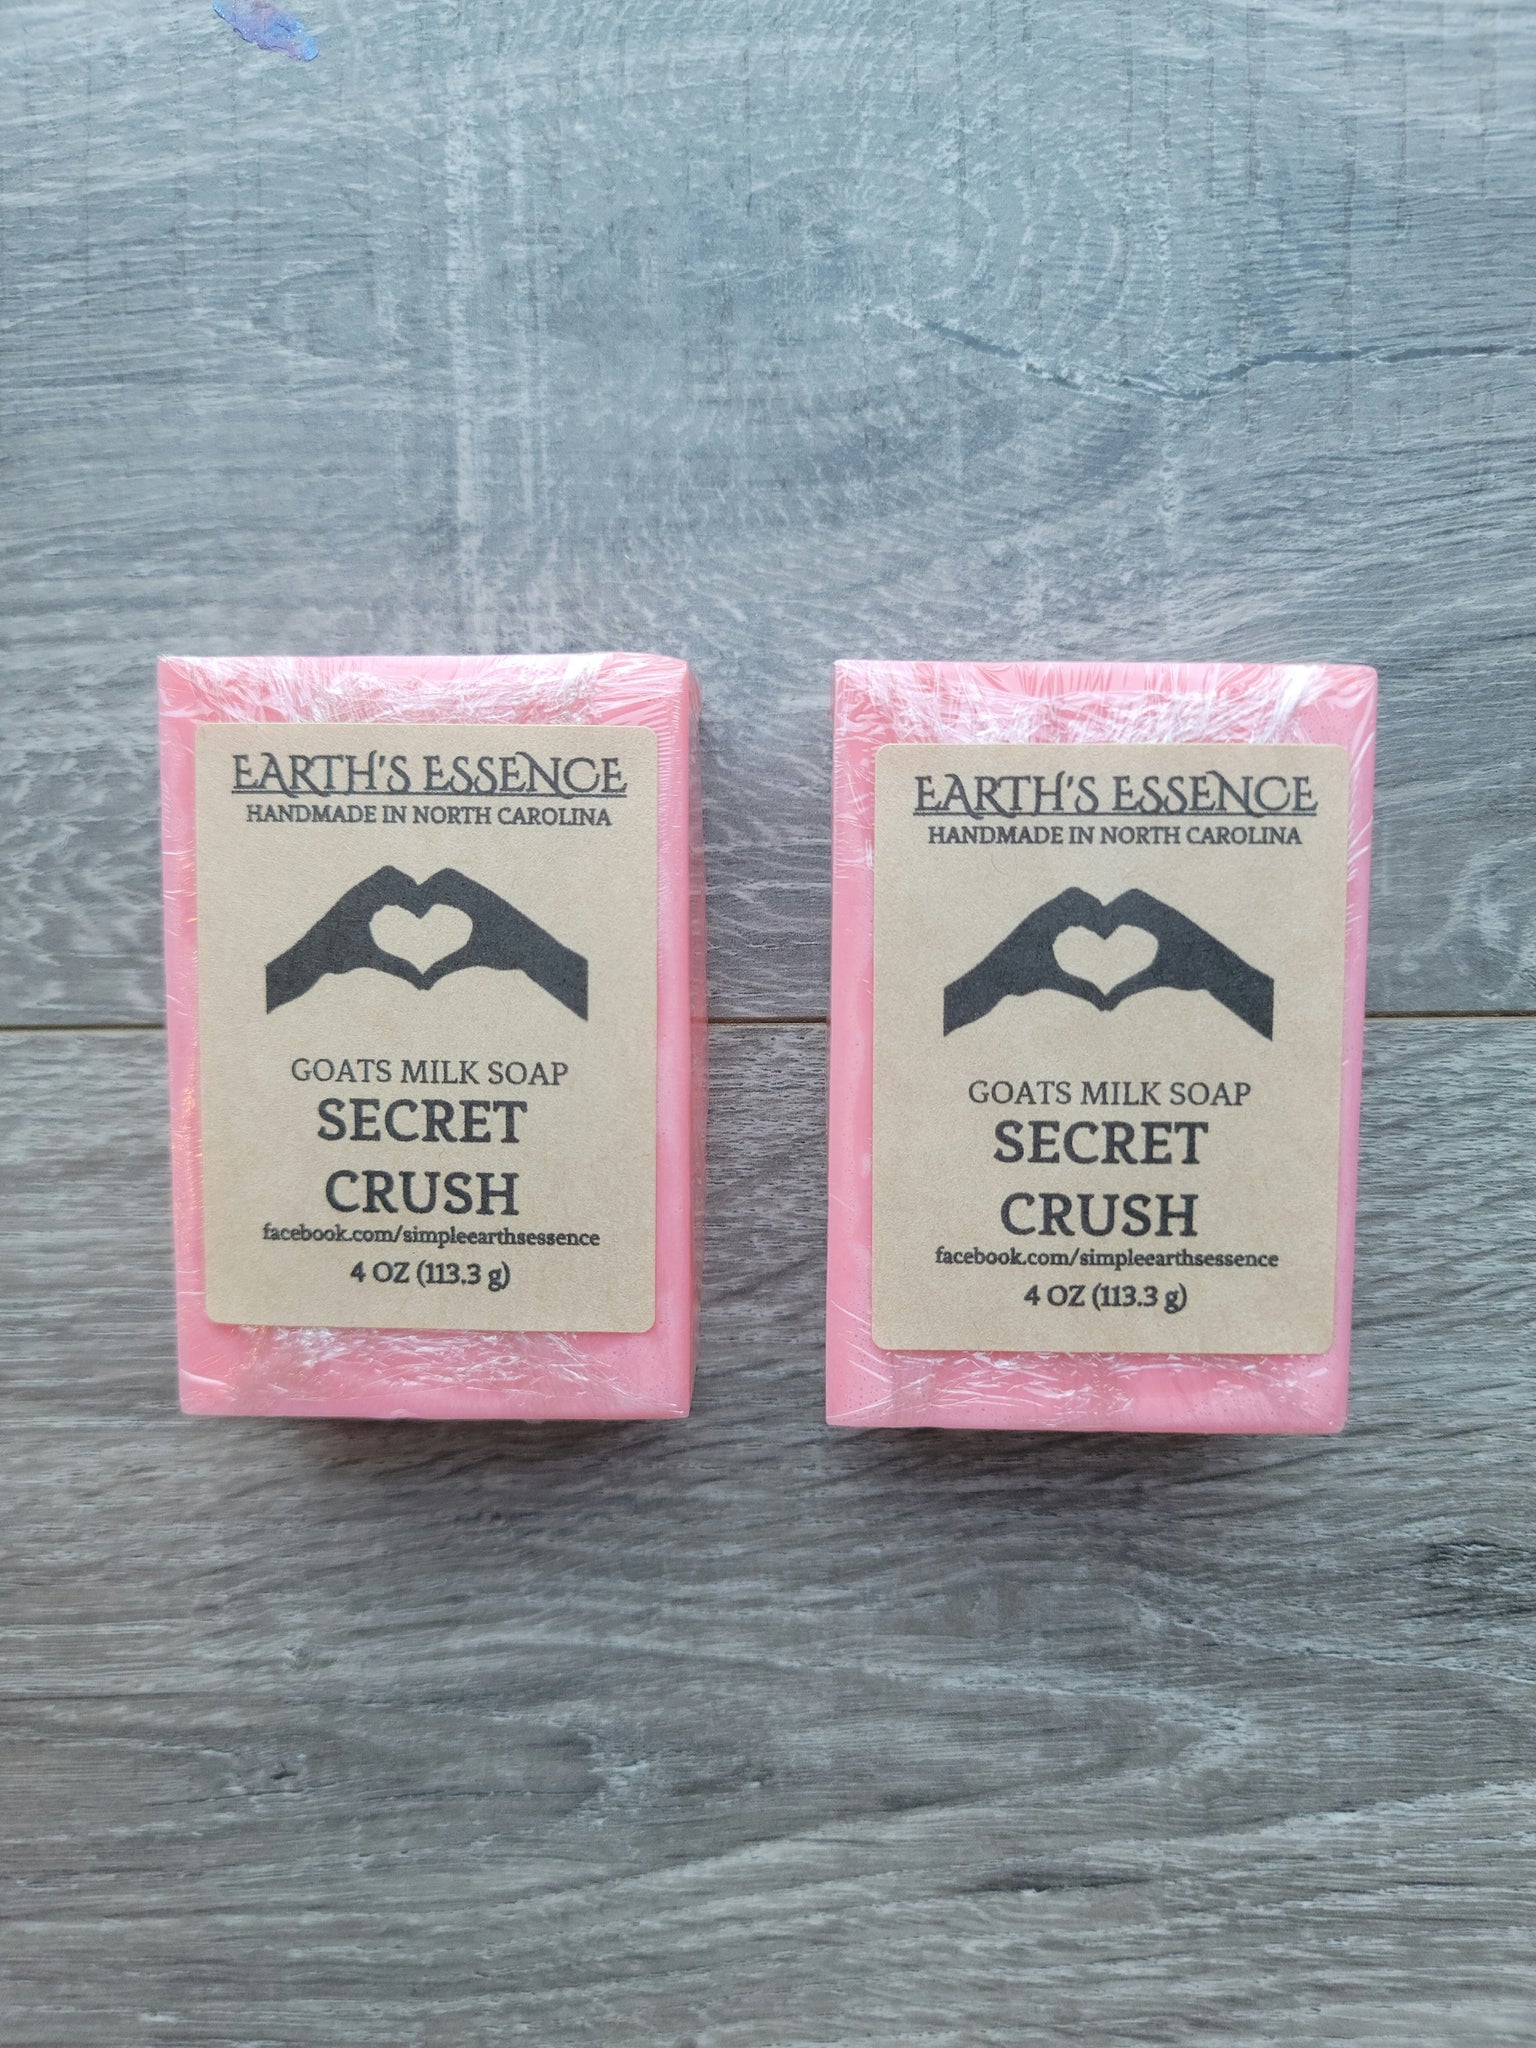 EARTH'S ESSENCE
HANDMADE IN NORTH CAROLINA
GOATS MILK SOAP
SECRET
CRUSH
facebook.com/simpleearthsessence
4 OZ (113.3 g)
EARTH'S ESSENCE
HANDMADE IN NORTH CAROLINA
GOATS MILK SOAP
SECRET
CRUSH
facebook.com/simpleearthsessence
4 OZ (113.3 g)